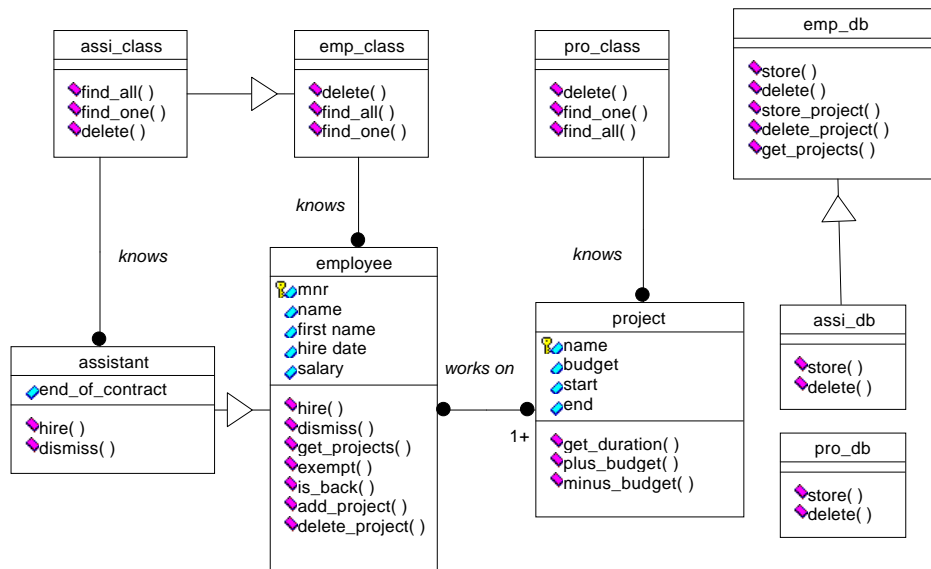 assi_class
find_all( )
find_one( )
delete( )
emp_class
delete( )
find_all( )
find_one( )
pro_class
delete( )
find_one( )
find_all( )
emp_db
store( )
delete( )
store_project( )
delete_project( )
get_projects( )
knows
knows
knows
assistant
end_of_contract
hire( )
dismiss( )
employee
mnr
name
first name
hire date
salary
hire( )
dismiss( )
get_projects( )
exempt( )
is_back( )
add_project( )
delete_project( )
works on
1+
project
name
budget
start
end
get_duration( )
plus_budget( )
minus_budget( )
assi_db
store( )
delete( )
pro_db
store( )
delete( )